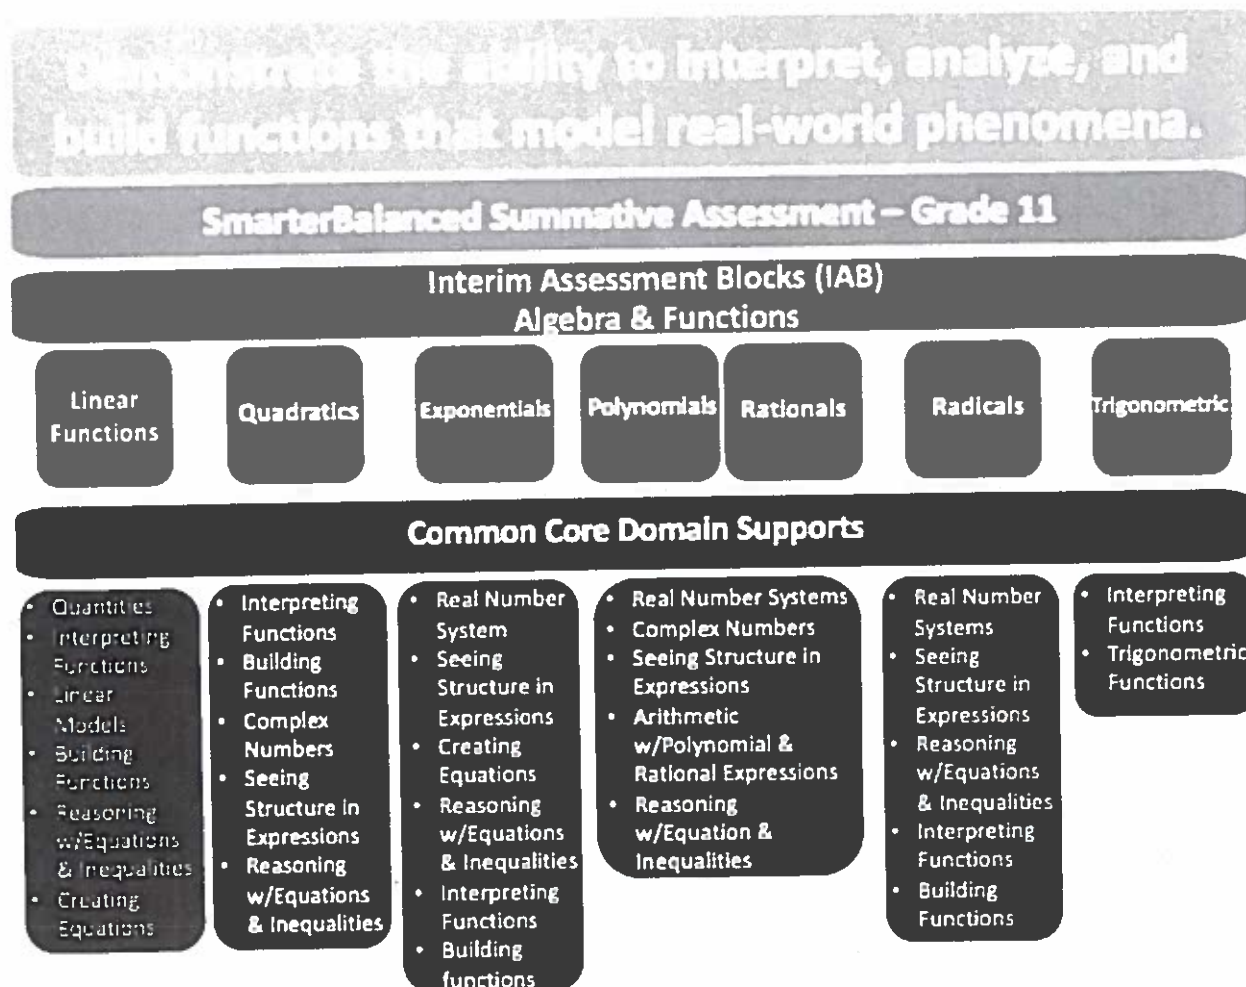 Demonstrate the ability to interpret, analyze, and
build functions that model real-world phenomena.
SmarterBalanced Summative Assessment – Grade 11
Interim Assessment Blocks (IAB)
Algebra & Functions
Linear
Functions
Quadratics
Exponentials
Polynomials
Rationals
Radicals
Trigonometric
Common Core Domain Supports
• Quantities
• Interpreting
Functions
• Linear
Models
• Building
Functions
• Reasoning
w/Equations
& Inequalities
• Creating
Equations
• Interpreting
Functions
• Building
Functions
• Complex
Numbers
• Seeing
Structure in
Expressions
• Reasoning
w/Equations
& Inequalities
• Real Number
System
• Seeing
Structure in
Expressions
• Creating
Equations
• Reasoning
w/Equations
& Inequalities
• Interpreting
Functions
• Building
functions
• Real Number Systems
• Complex Numbers
• Seeing Structure in
Expressions
• Arithmetic
w/Polynomial &
Rational Expressions
• Reasoning
w/Equation &
Inequalities
• Real Number
Systems
• Seeing
Structure in
Expressions
• Reasoning
w/Equations
& Inequalities
• Interpreting
Functions
• Building
Functions
• Interpreting
Functions
• Trigonometric
Functions